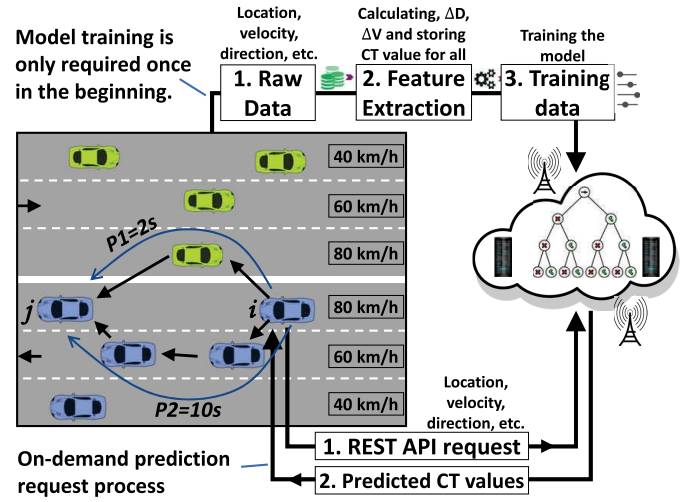 Model training is
only required once
in the beginning.
Location,
velocity,
direction, etc.
1. Raw
Data
Calculating, ΔD,
ΔV and storing
CT value for all
2. Feature
Extraction
Training the
model
3. Training
data
40 km/h
60 km/h
80 km/h
P1=2s
j
i
80 km/h
60 km/h
40 km/h
P2=10s
Location,
velocity,
direction, etc.
1. REST API request
2. Predicted CT values
On-demand prediction
request process